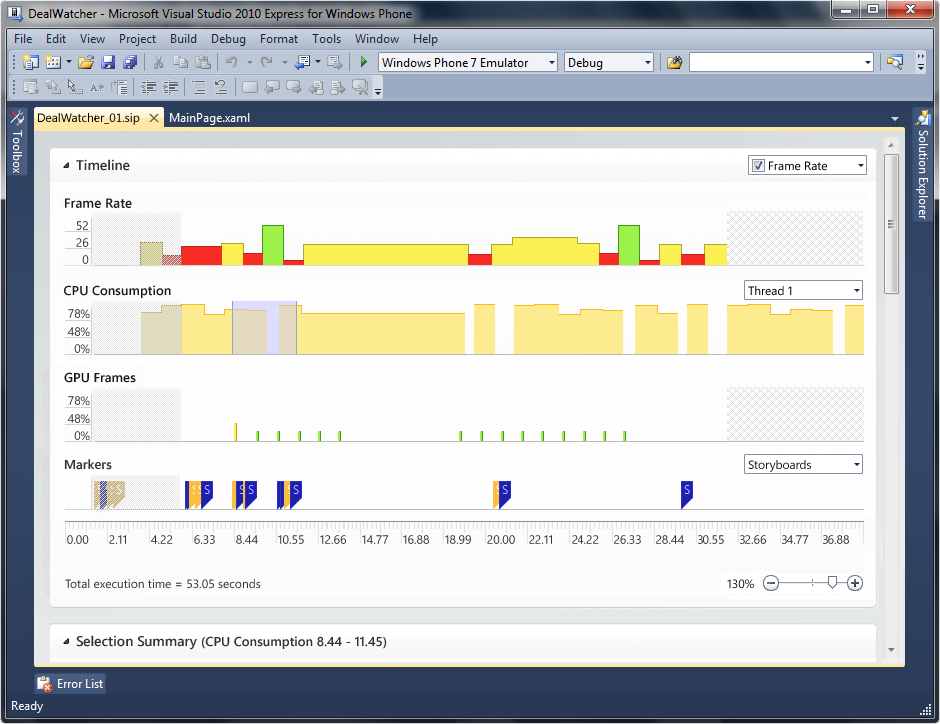 DealWatcher - Microsoft Visual Studio 2010 Express for Windows Phone
File Edit View Project Build Debug Format Tools Window Help
Windows Phone 7 Emulator Debug
DealWatcher_01.sip MainPage.xaml
Toolbox
Solution Explorer
Timeline
Frame Rate
Frame Rate
52
26
0
CPU Consumption
Thread 1
78%
48%
0%
GPU Frames
78%
48%
0%
Markers
Storyboards
S S S S S S S S S
0.00 2.11 4.22 6.33 8.44 10.55 12.66 14.77 16.88 18.99 20.00 22.11 24.22 26.33 28.44 30.55 32.66 34.77 36.88
Total execution time = 53.05 seconds
130%
Selection Summary (CPU Consumption 8.44 - 11.45)
Error List
Ready